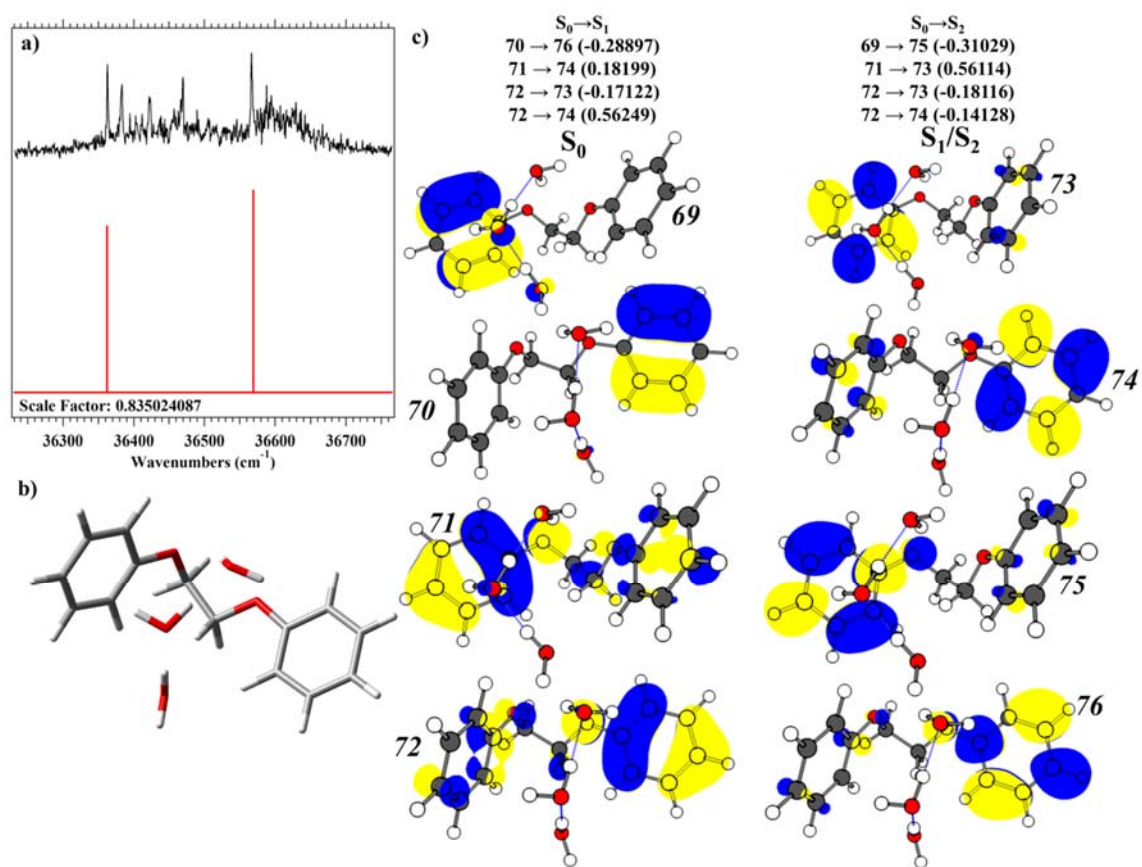 a)
Scale Factor: 0.835024087
36300 36400 36500 36600 36700
Wavenumbers (cm⁻¹)
b)
c)
S₀→S₁
70 → 76 (-0.28897)
71 → 74 (0.18199)
72 → 73 (-0.17122)
72 → 74 (0.56249)
S₀
S₀→S₂
69 → 75 (-0.31029)
71 → 73 (0.56114)
72 → 73 (-0.18116)
72 → 74 (-0.14128)
S₁/S₂
69
73
70
74
71
75
72
76